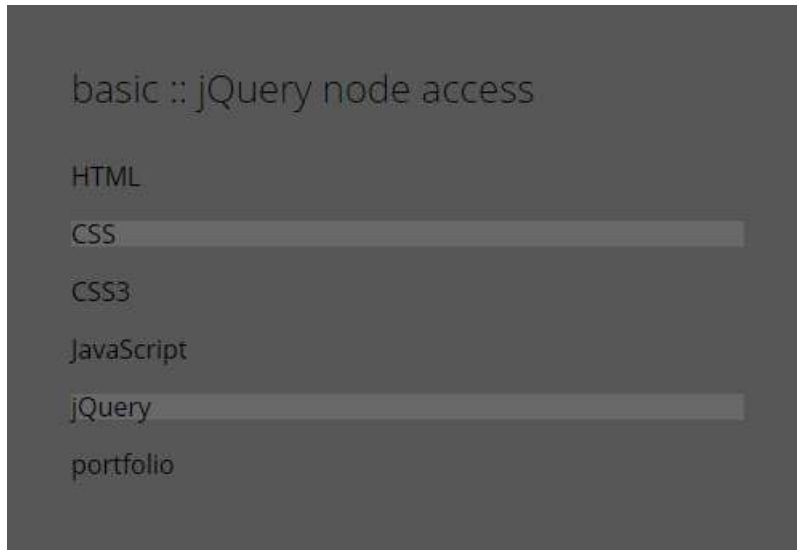 basic :: jQuery node access
HTML
CSS
CSS3
JavaScript
jQuery
portfolio